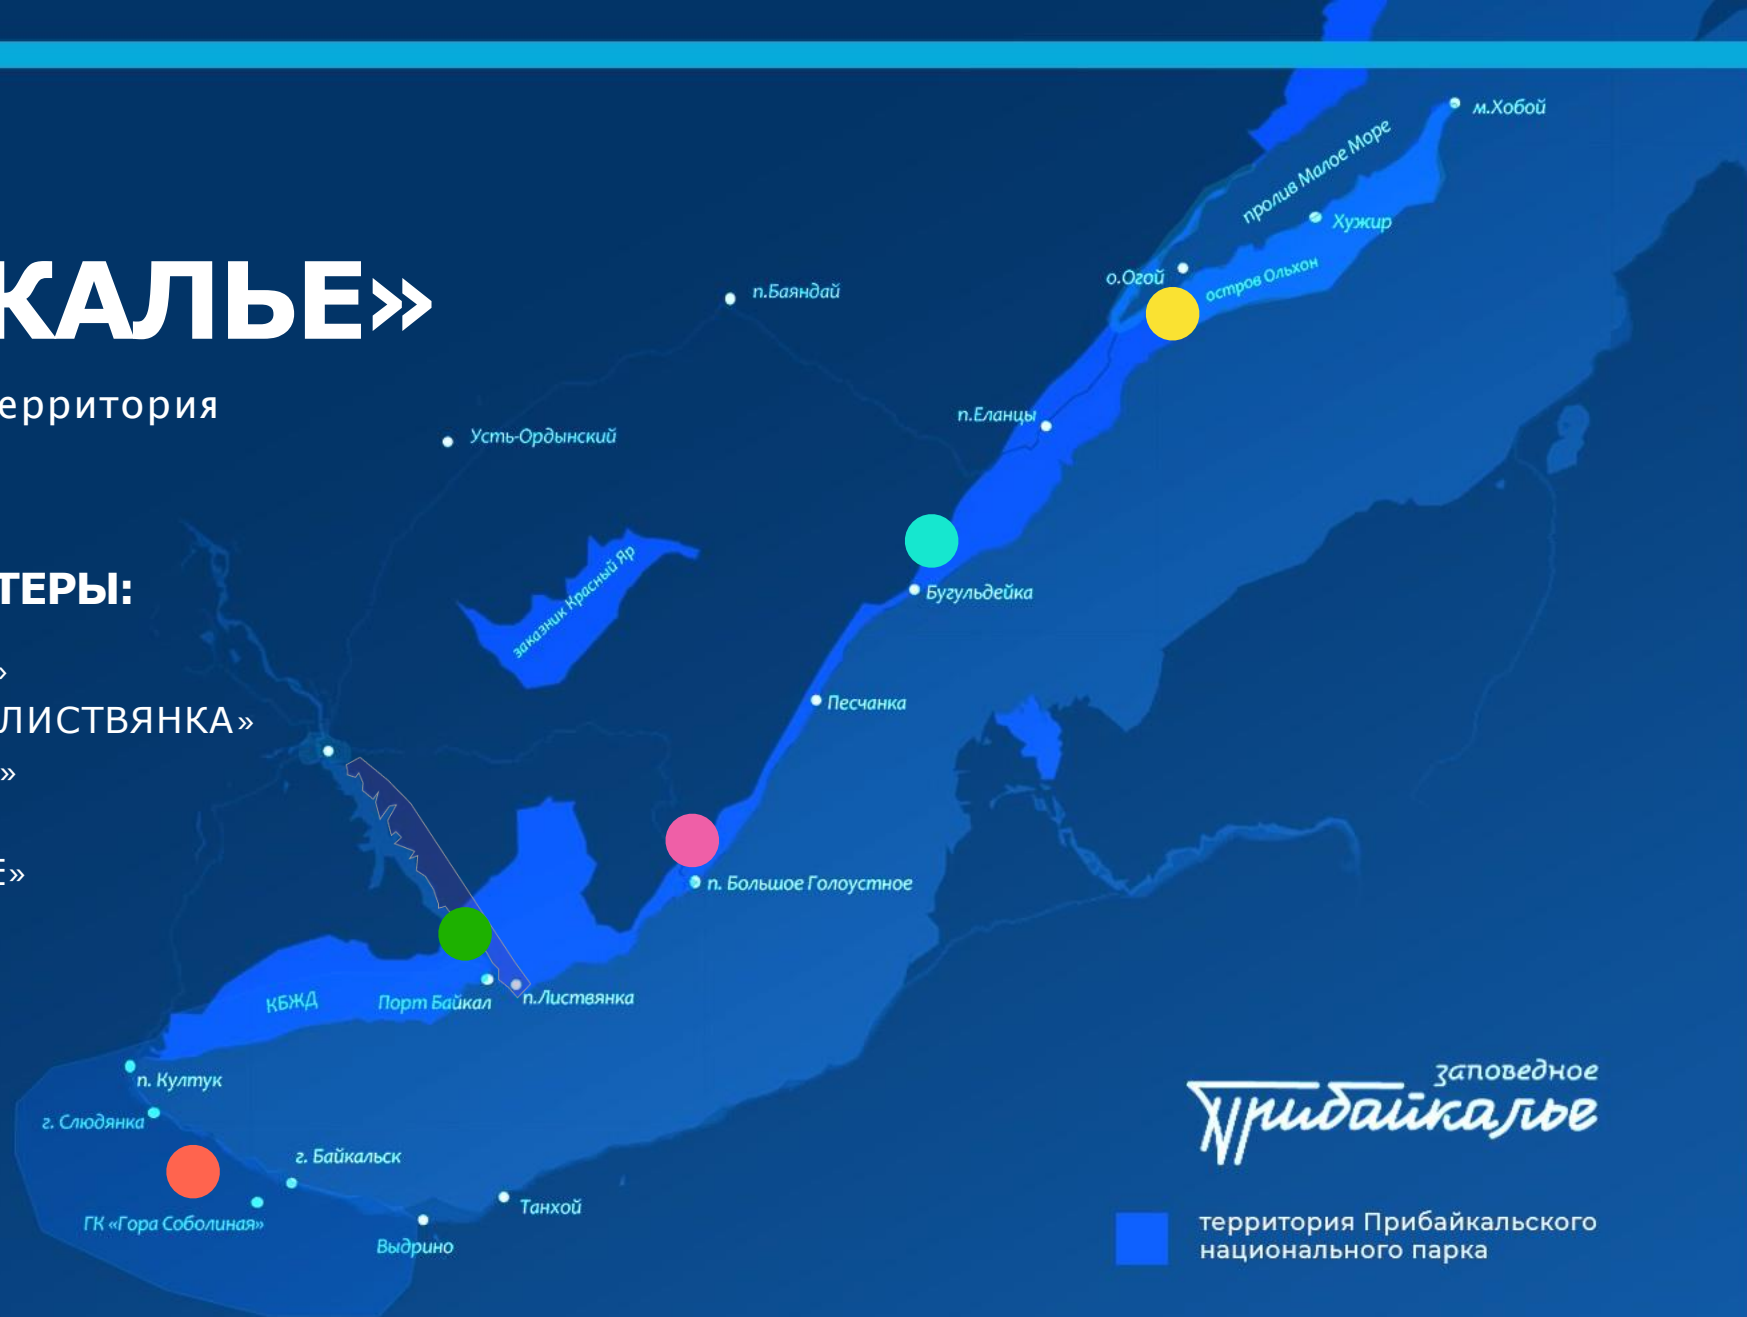 КАЛЬЕ»
ерритория
ТЕРЫ:
»
ЛИСТВЯНКА»
»
Е»
м.Хобой
пролив Малое Море
Хужир
о.Огой
остров Ольхон
п.Баяндай
п.Еланцы
Усть-Ордынский
заказник Красный Яр
Бугульдейка
Песчанка
п. Большое Голоустное
КБЖД
Порт Байкал
п.Листвянка
п. Култук
г. Слюдянка
г. Байкальск
ГК «Гора Соболиная»
Танхой
Выдрино
заповедное
Прибайкалье
территория Прибайкальского
национального парка